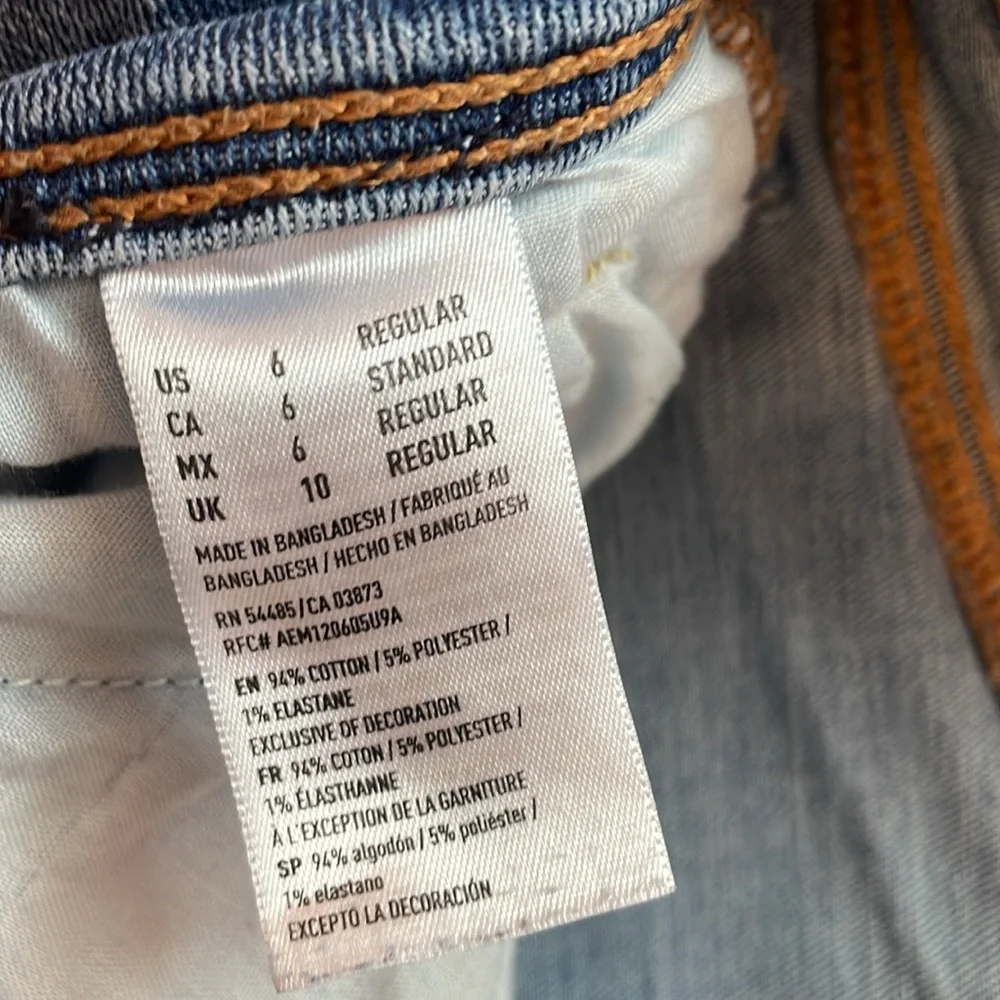 US 6 REGULAR
CA 6 STANDARD
MX 6 REGULAR
UK 10 REGULAR
MADE IN BANGLADESH / FABRIQUÉ AU
BANGLADESH / HECHO EN BANGLADESH
RN 54485 / CA 03873
RFC# AEM120605U9A
EN 94% COTTON / 5% POLYESTER /
1% ELASTANE
EXCLUSIVE OF DECORATION
FR 94% COTON / 5% POLYESTER /
1% ÉLASTHANNE
À L'EXCEPTION DE LA GARNITURE
SP 94% algodón / 5% poliéster /
1% elastano
EXCEPTO LA DECORACIÓN